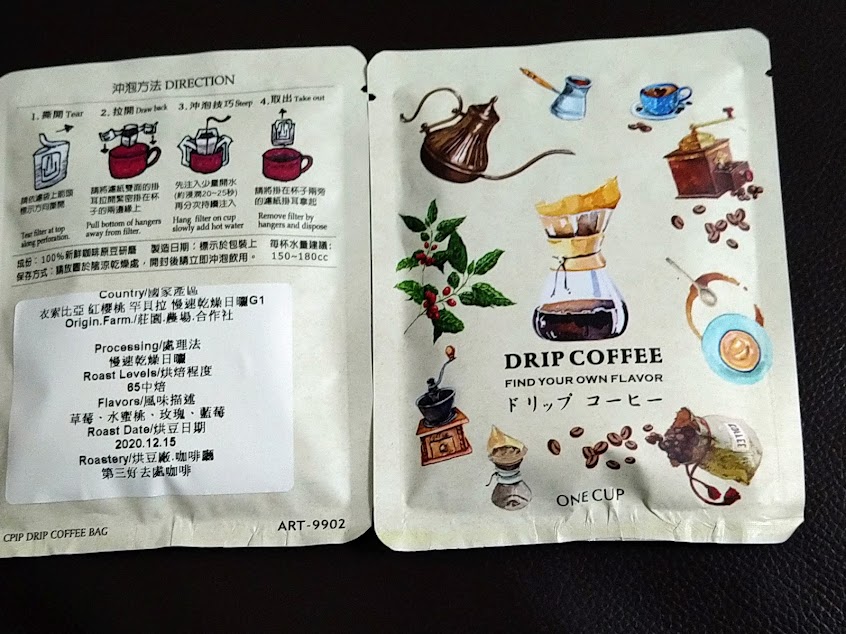 沖泡方法 DIRECTION
1. 撕開 Tear
2. 拉開 Draw back
3. 沖泡技巧 Steep
4. 取出 Take out
請依濾袋上箭頭
標示方向撕開
Tear filter at top
along perforation.
請將濾紙雙面的掛
耳拉開緊密掛在杯
子的兩邊緣上
Pull bottom of hangers
away from filter.
先注入少量開水
(約浸潤20~25秒)
再分次持續注入
Hang filter on cup
slowly add hot water
請將掛在杯子兩旁
的濾紙掛耳拿起
Remove filter by
hangers and dispose
成份：100%新鮮咖啡原豆研磨 製造日期：標示於包裝上
保存方式：請放置於陰涼乾燥處，開封後請立即沖泡飲用。
每杯水量建議：
150~180cc
Country/國家產區
衣索比亞 紅櫻桃 罕貝拉 慢速乾燥日曬G1
Origin.Farm./莊園.農場.合作社
Processing/處理法
慢速乾燥日曬
Roast Levels/烘焙程度
65中焙
Flavors/風味描述
草莓、水蜜桃、玫瑰、藍莓
Roast Date/烘豆日期
2020.12.15
Roastery/烘豆廠.咖啡廳
第三好去處咖啡
CPIP DRIP COFFEE BAG
ART-9902
DRIP COFFEE
FIND YOUR OWN FLAVOR
ドリップ コーヒー
COFFEE
ONE CUP